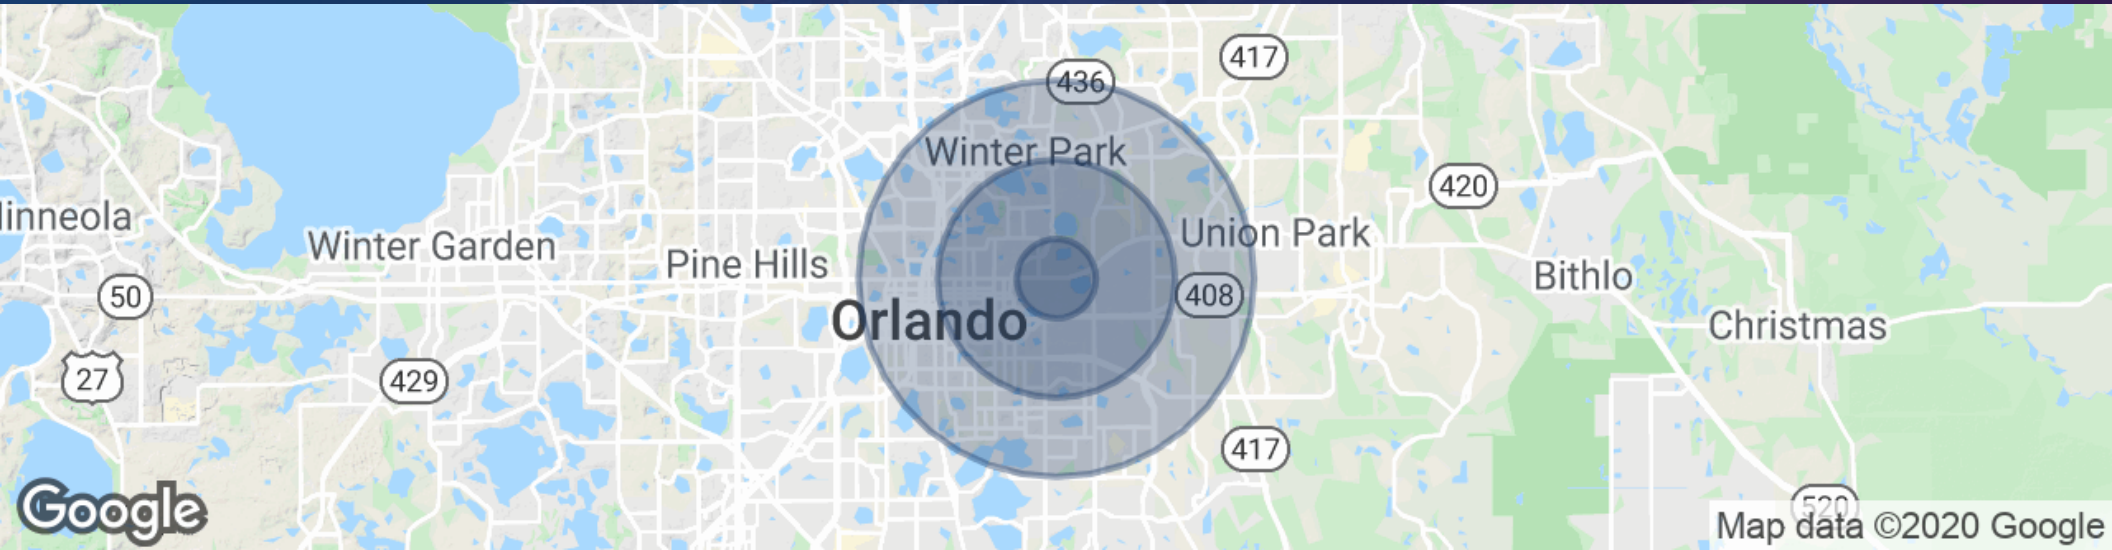 417
436
Winter Park
420
linneola
Union Park
Winter Garden
Pine Hills
Bithlo
50
408
Orlando
Christmas
27
429
417
520
Google
Map data ©2020 Google